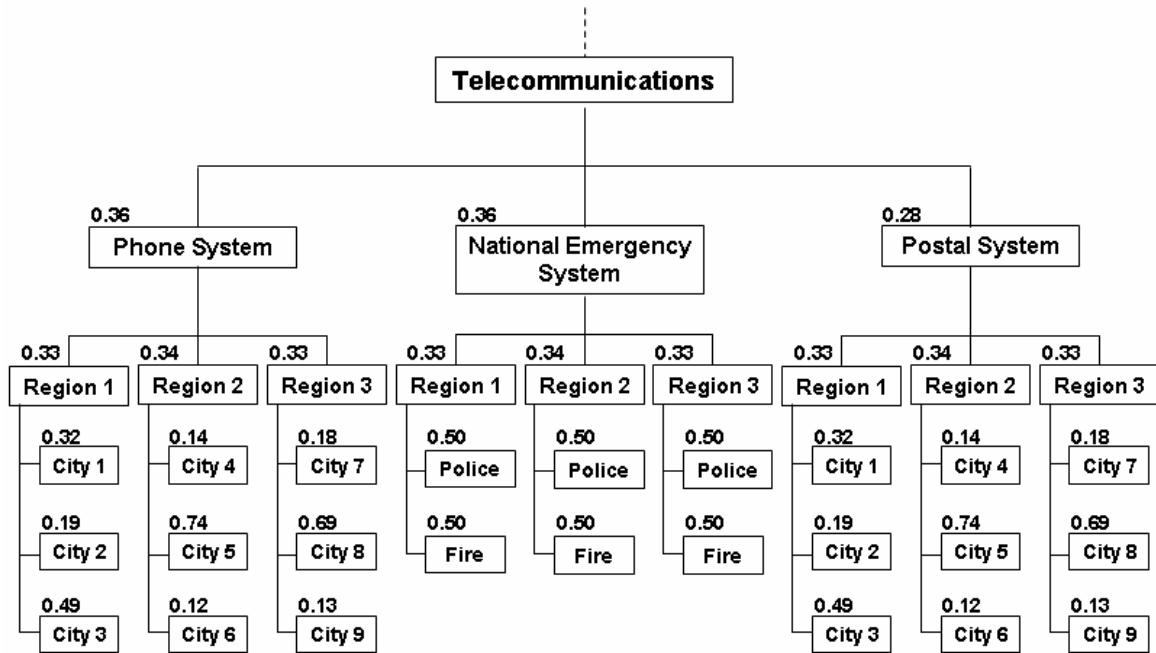 Telecommunications
0.36
Phone System
0.36
National Emergency
System
0.28
Postal System
0.33 0.34 0.33 0.33 0.34 0.33 0.33 0.34 0.33
Region 1 Region 2 Region 3 Region 1 Region 2 Region 3 Region 1 Region 2 Region 3
0.32 0.14 0.18 0.50 0.50 0.50 0.32 0.14 0.18
City 1 City 4 City 7 Police Police Police City 1 City 4 City 7
0.19 0.74 0.69 0.50 0.50 0.50 0.19 0.74 0.69
City 2 City 5 City 8 Fire Fire Fire City 2 City 5 City 8
0.49 0.12 0.13 0.49 0.12 0.13
City 3 City 6 City 9 City 3 City 6 City 9